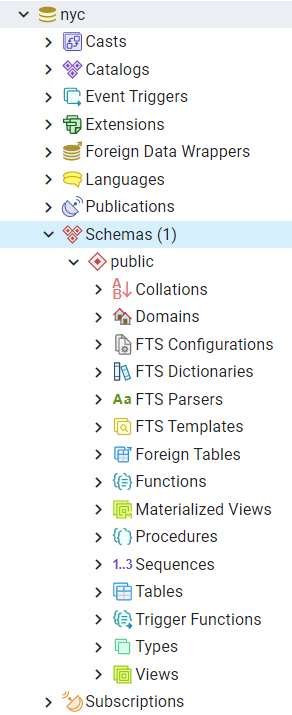 nyc
Casts
Catalogs
Event Triggers
Extensions
Foreign Data Wrappers
Languages
Publications
Schemas (1)
public
AB Collations
Domains
FTS Configurations
FTS Dictionaries
Aa FTS Parsers
FTS Templates
Foreign Tables
Functions
Materialized Views
Procedures
1..3 Sequences
Tables
Trigger Functions
Types
Views
Subscriptions